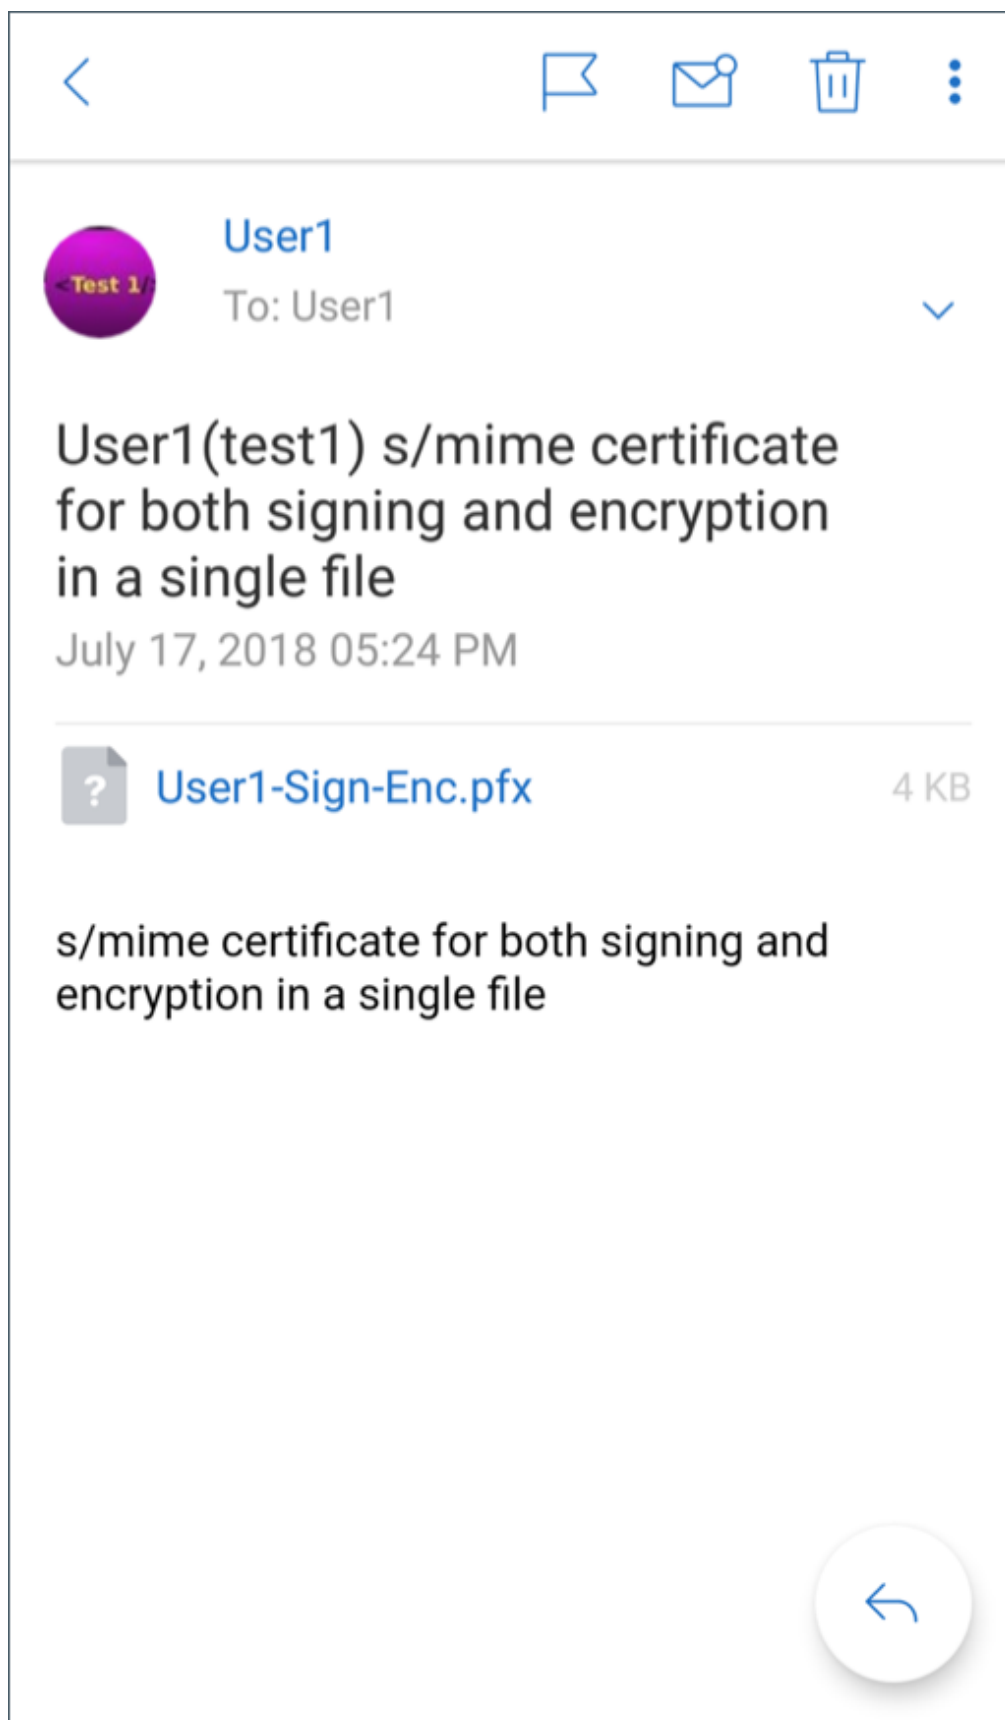 <Test 1/>
User1
To: User1
User1(test1) s/mime certificate
for both signing and encryption
in a single file
July 17, 2018 05:24 PM
?
User1-Sign-Enc.pfx
4 KB
s/mime certificate for both signing and
encryption in a single file